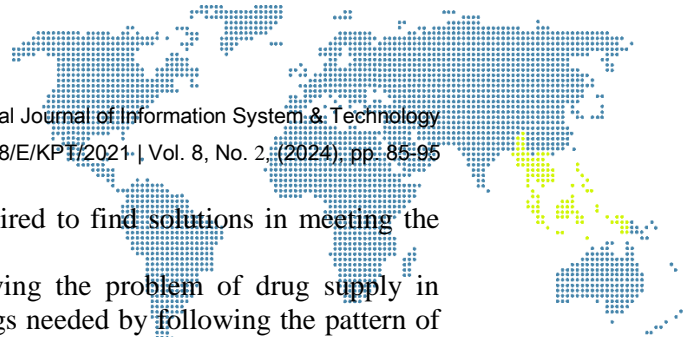 al Journal of Information System & Technology
8/E/KPT/2021 | Vol. 8, No. 2, (2024), pp. 85-95
ired to find solutions in meeting the
ving the problem of drug supply in
gs needed by following the pattern of